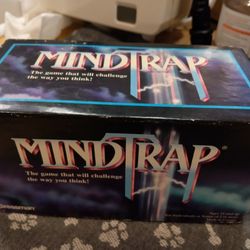 MINDTRAP
The game that will challenge
the way you think!
MINDTRAP®
The game that will challenge
the way you think!
PRESSMAN